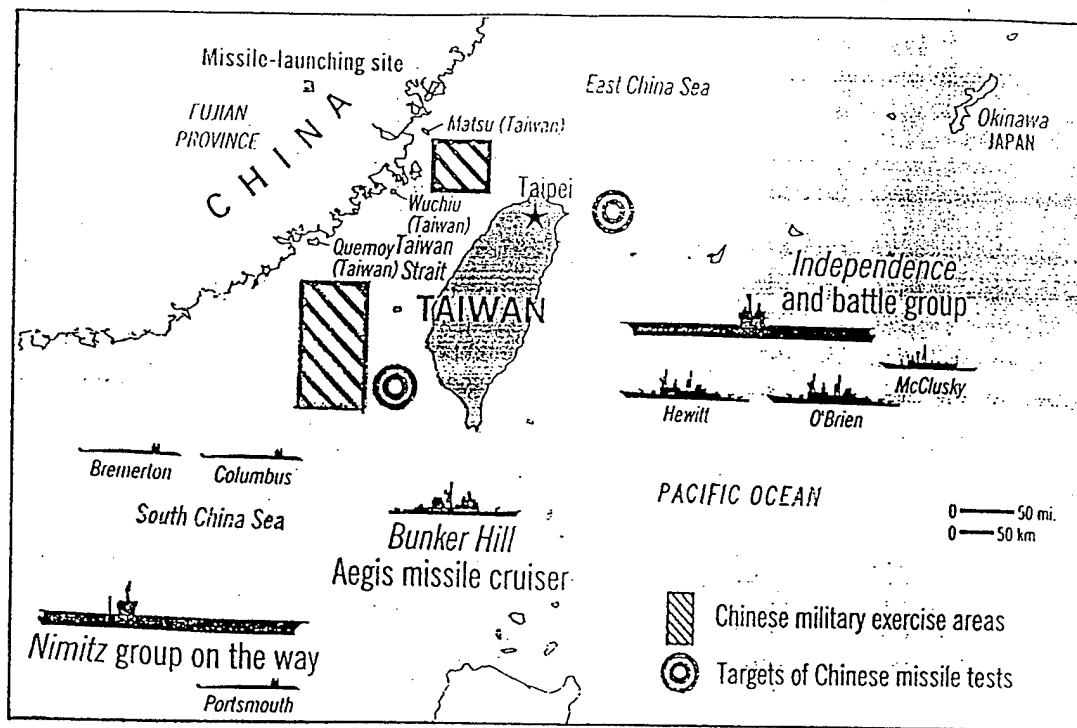 Missile-launching site
FUJIAN
PROVINCE
CHINA
East China Sea
Okinawa
JAPAN
Matsu (Taiwan)
Taipei
Wuchiu
(Taiwan)
Quemoy
(Taiwan)
Taiwan
Strait
TAIWAN
Independence
and battle group
McClusky
Hewitt
O'Brien
Bremerton
Columbus
South China Sea
PACIFIC OCEAN
0 50 mi.
0 50 km
Bunker Hill
Aegis missile cruiser
Nimitz group on the way
Portsmouth
Chinese military exercise areas
Targets of Chinese missile tests